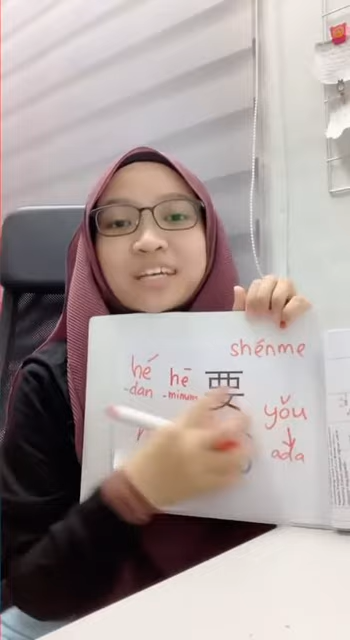 shénme
hé hē 要
-dan -minum
yǒu
↓
ada